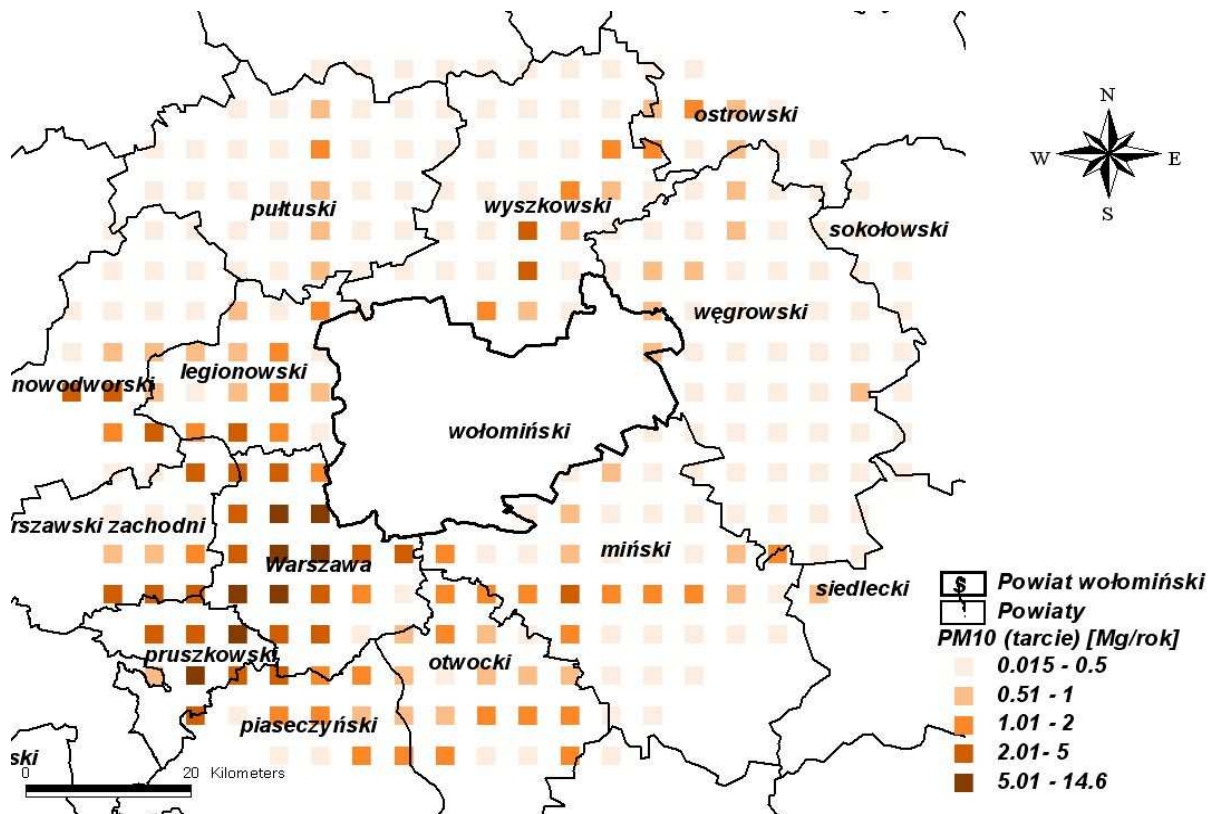 N
W E
S
ostrowski
pułtuski
wyszkowski
sokołowski
węgrowski
legionowski
nowodworski
wołomiński
rszawski zachodni
Warszawa
miński
siedlecki
pruszkowski
otwocki
piaseczyński
ski
0 20 Kilometers
$ Powiat wołomiński
Powiaty
PM10 (tarcie) [Mg/rok]
0.015 - 0.5
0.51 - 1
1.01 - 2
2.01- 5
5.01 - 14.6